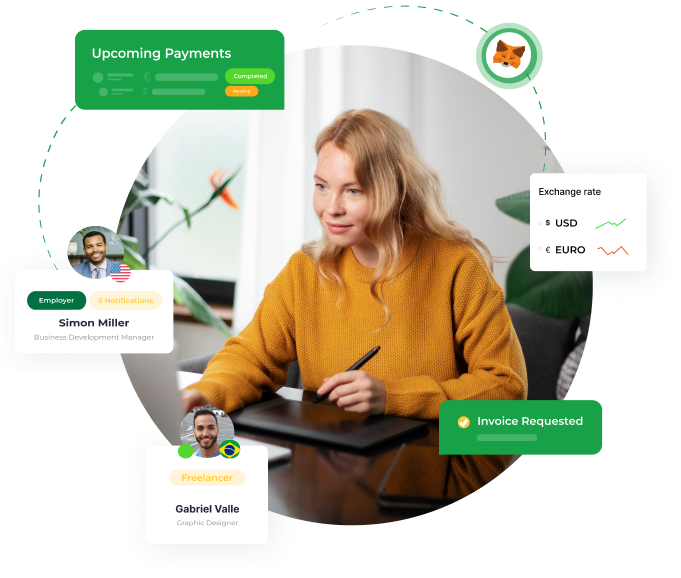 Upcoming Payments
€
Completed
$
Pending
Exchange rate
$ USD
€ EURO
Employer
5 Notifications
Simon Miller
Business Development Manager
Invoice Requested
Freelancer
Gabriel Valle
Graphic Designer